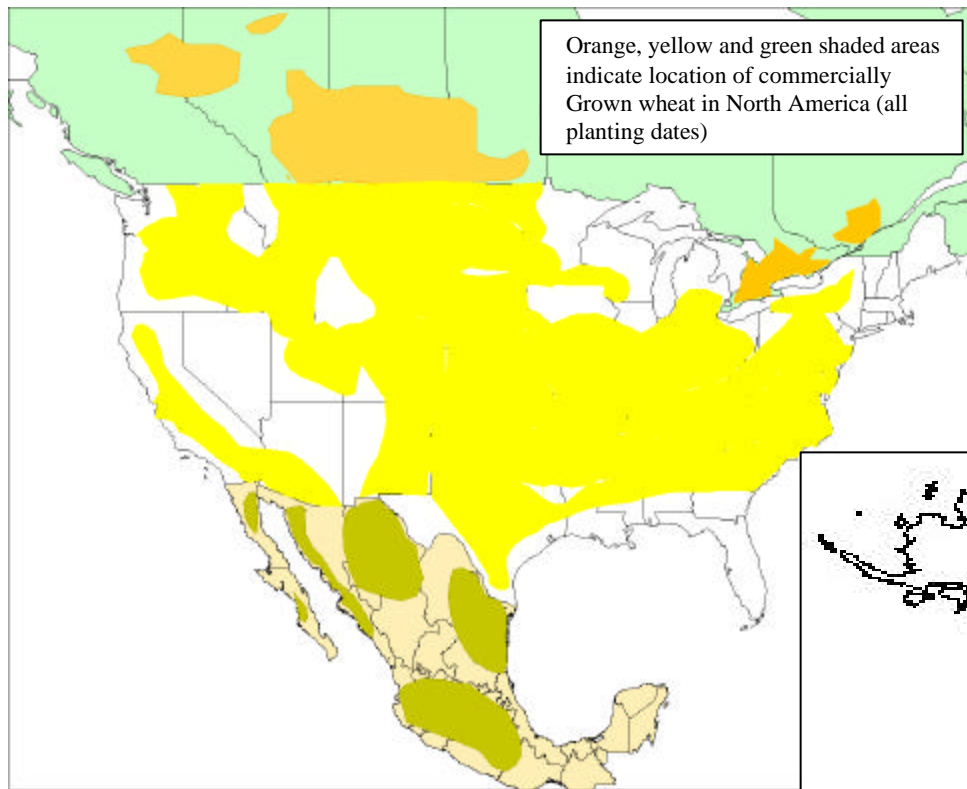 Orange, yellow and green shaded areas
indicate location of commercially
Grown wheat in North America (all
planting dates)